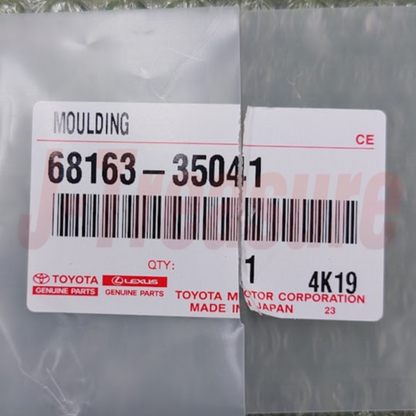 MOULDING
CE
68163-35041
J-Treasure
QTY: 1 4K19
TOYOTA LEXUS
GENUINE PARTS GENUINE PARTS
TOYOTA MOTOR CORPORATION
MADE IN JAPAN 23